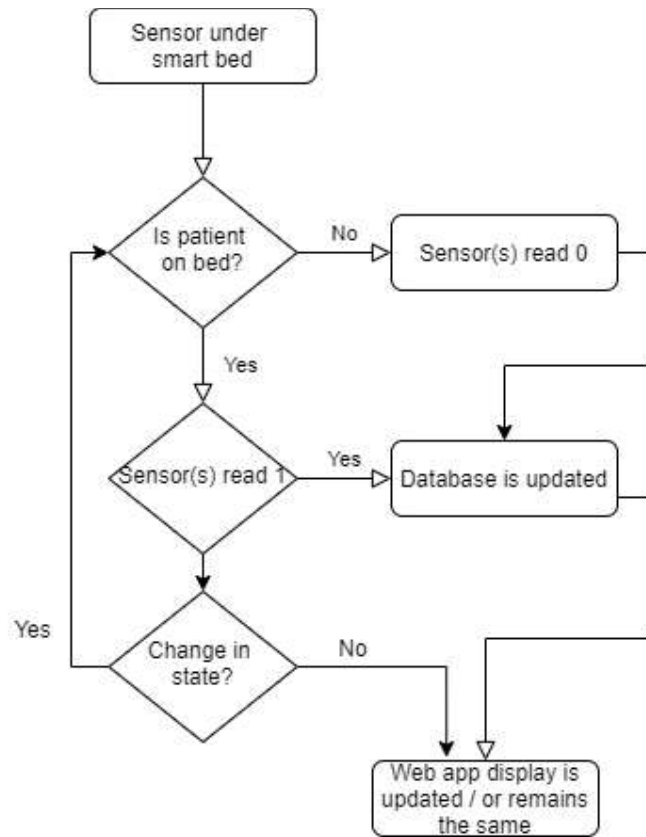 Sensor under
smart bed
Is patient
on bed?
No
Sensor(s) read 0
Yes
Sensor(s) read 1
Yes
Database is updated
Yes
Change in
state?
No
Web app display is
updated / or remains
the same